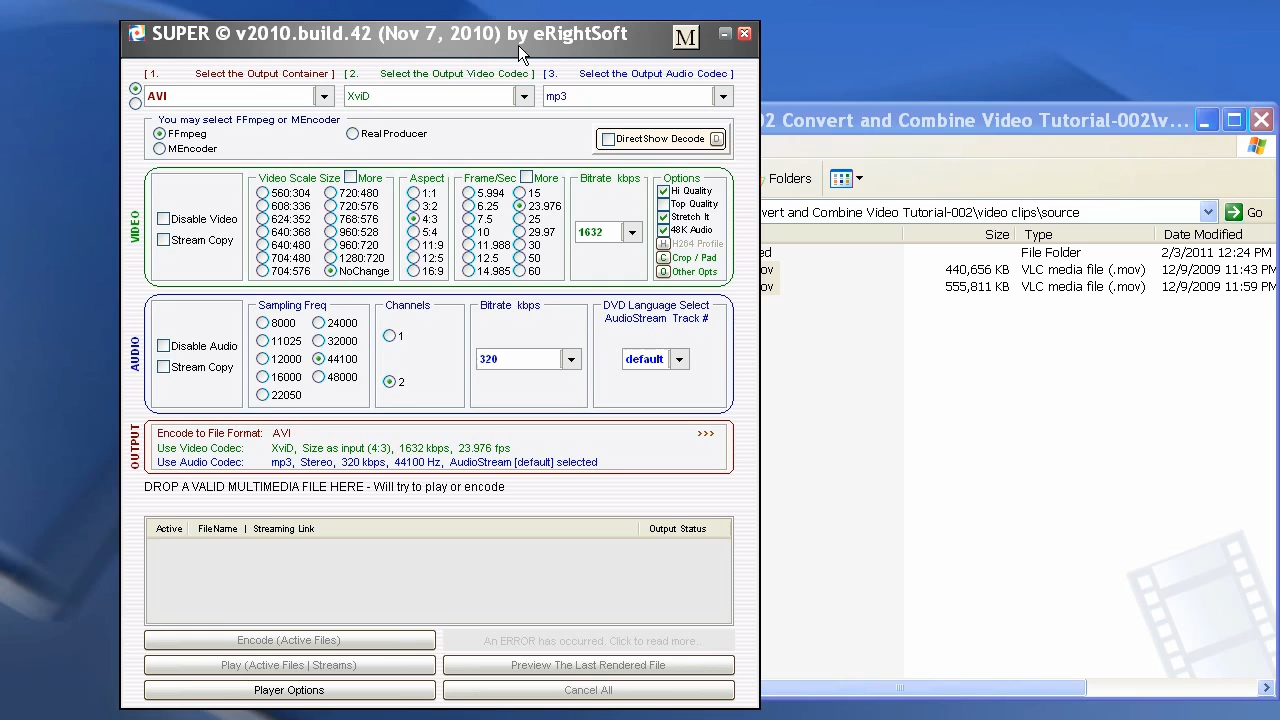 SUPER © v2010.build.42 (Nov 7, 2010) by eRightSoft
M
[ 1. Select the Output Container ] [ 2. Select the Output Video Codec ] [ 3. Select the Output Audio Codec ]
AVI XviD mp3
You may select FFmpeg or MEncoder
FFmpeg Real Producer
MEncoder
DirectShow Decode D
VIDEO
Disable Video
Stream Copy
Video Scale Size More
560:304 720:480
608:336 720:576
624:352 768:576
640:368 960:528
640:480 960:720
704:480 1280:720
704:576 NoChange
Aspect
1:1
3:2
4:3
5:4
11:9
12:5
16:9
Frame/Sec More
5.994 15
6.25 23.976
7.5 25
10 29.97
11.988 30
12.5 50
14.985 60
Bitrate kbps
1632
Options
Hi Quality
Top Quality
Stretch It
48K Audio
H H264 Profile
C Crop / Pad
O Other Opts
AUDIO
Disable Audio
Stream Copy
Sampling Freq
8000 24000
11025 32000
12000 44100
16000 48000
22050
Channels
1
2
Bitrate kbps
320
DVD Language Select
AudioStream Track #
default
OUTPUT
Encode to File Format: AVI >>>
Use Video Codec: XviD, Size as input (4:3), 1632 kbps, 23.976 fps
Use Audio Codec: mp3, Stereo, 320 kbps, 44100 Hz, AudioStream [default] selected
DROP A VALID MULTIMEDIA FILE HERE - Will try to play or encode
Active FileName | Streaming Link Output Status
Encode (Active Files) An ERROR has occurred. Click to read more..
Play (Active Files | Streams) Preview The Last Rendered File
Player Options Cancel All
02 Convert and Combine Video Tutorial-002\v...
Folders
vert and Combine Video Tutorial-002\video clips\source Go
Size Type Date Modified
ed File Folder 2/3/2011 12:24 PM
ov 440,656 KB VLC media file (.mov) 12/9/2009 11:43 PM
ov 555,811 KB VLC media file (.mov) 12/9/2009 11:59 PM